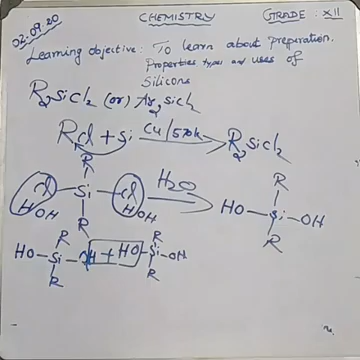 02.09.20 CHEMISTRY GRADE: XII
Learning objective: To learn about preparation,
Properties types and uses of
Silicons
R2SiCl2 (or) Ar2SiCl2
RCl + Si Cu/570k R2SiCl2
R
Cl Si Cl H2O R
HOH HOH HO-Si-OH
R R
R R
HO-Si-OH + HO-Si-OH
R R